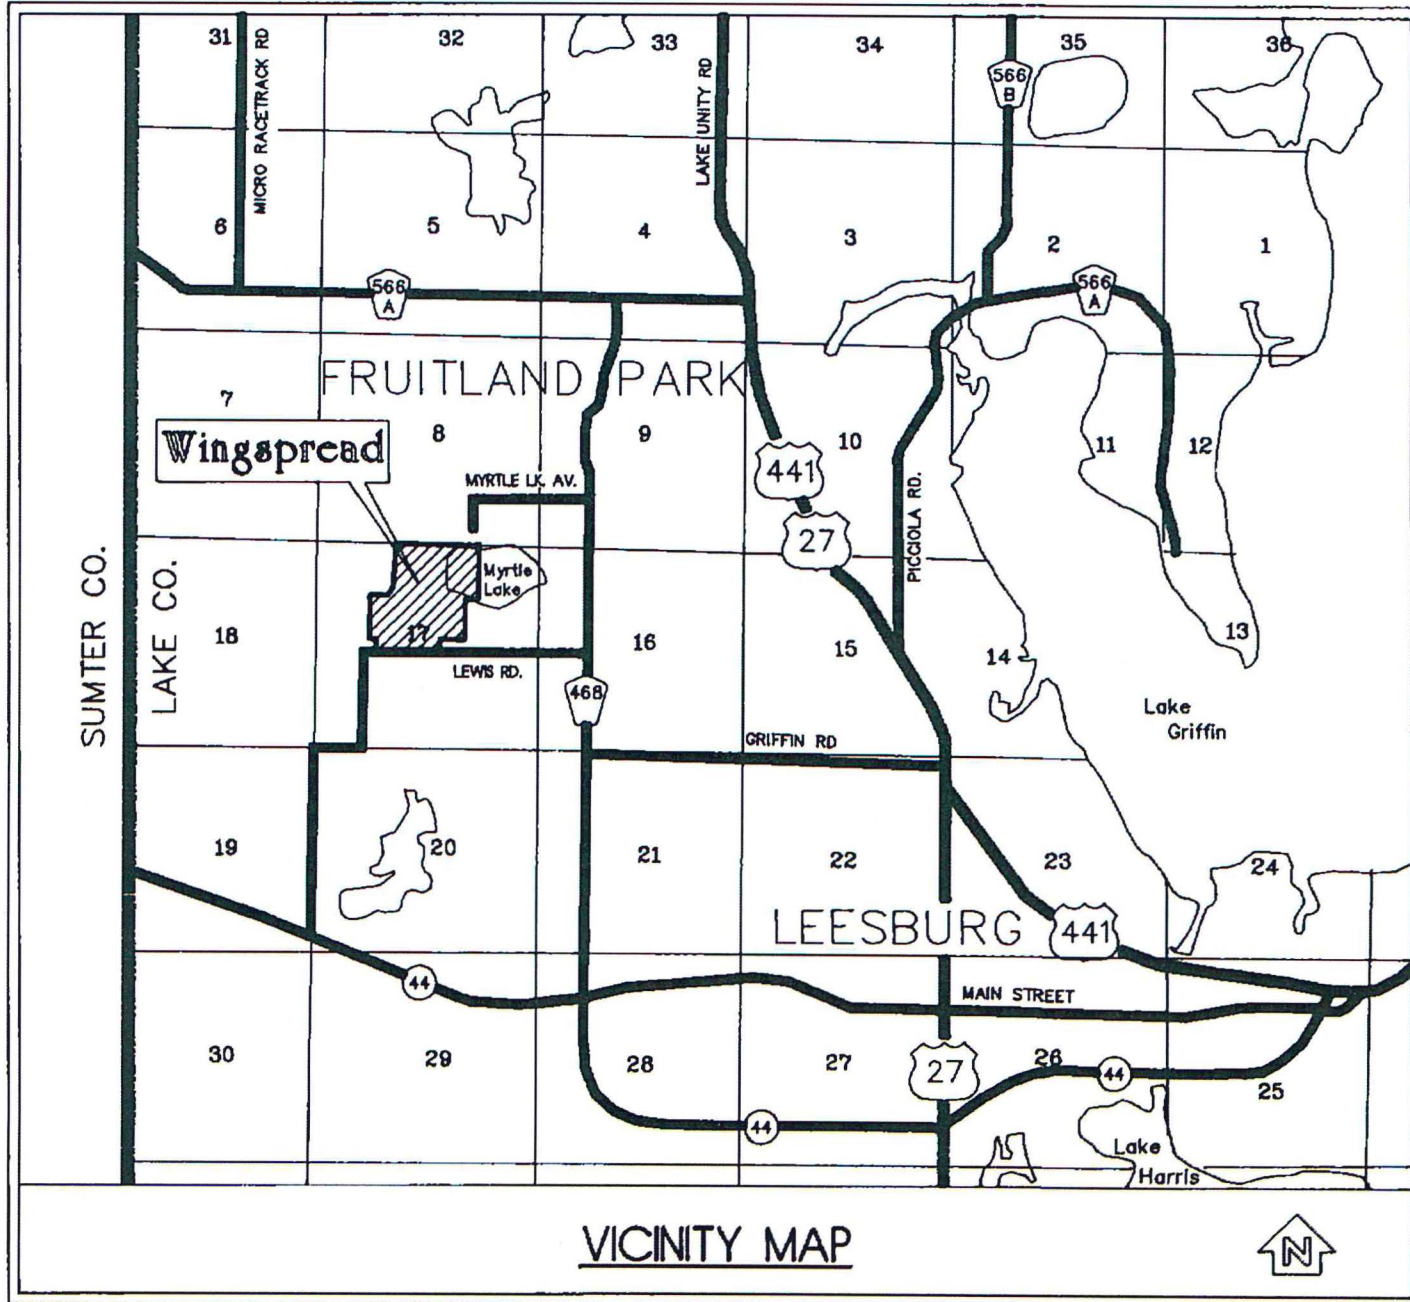 31
32
33
34
35
36
MICRO RACETRACK RD
LAKE UNITY RD
566
B
6
5
4
3
2
1
566
A
566
A
FRUITLAND PARK
7
8
9
10
11
12
Wingspread
441
MYRTLE LK. AV.
27
PICCIOLA RD.
SUMTER CO.
LAKE CO.
Myrtle
Lake
18
17
16
15
14
13
LEWIS RD.
468
Lake
Griffin
GRIFFIN RD
19
20
21
22
23
24
LEESBURG
441
44
MAIN STREET
30
29
28
27
27
26
44
25
44
Lake
Harris
VICINITY MAP
N